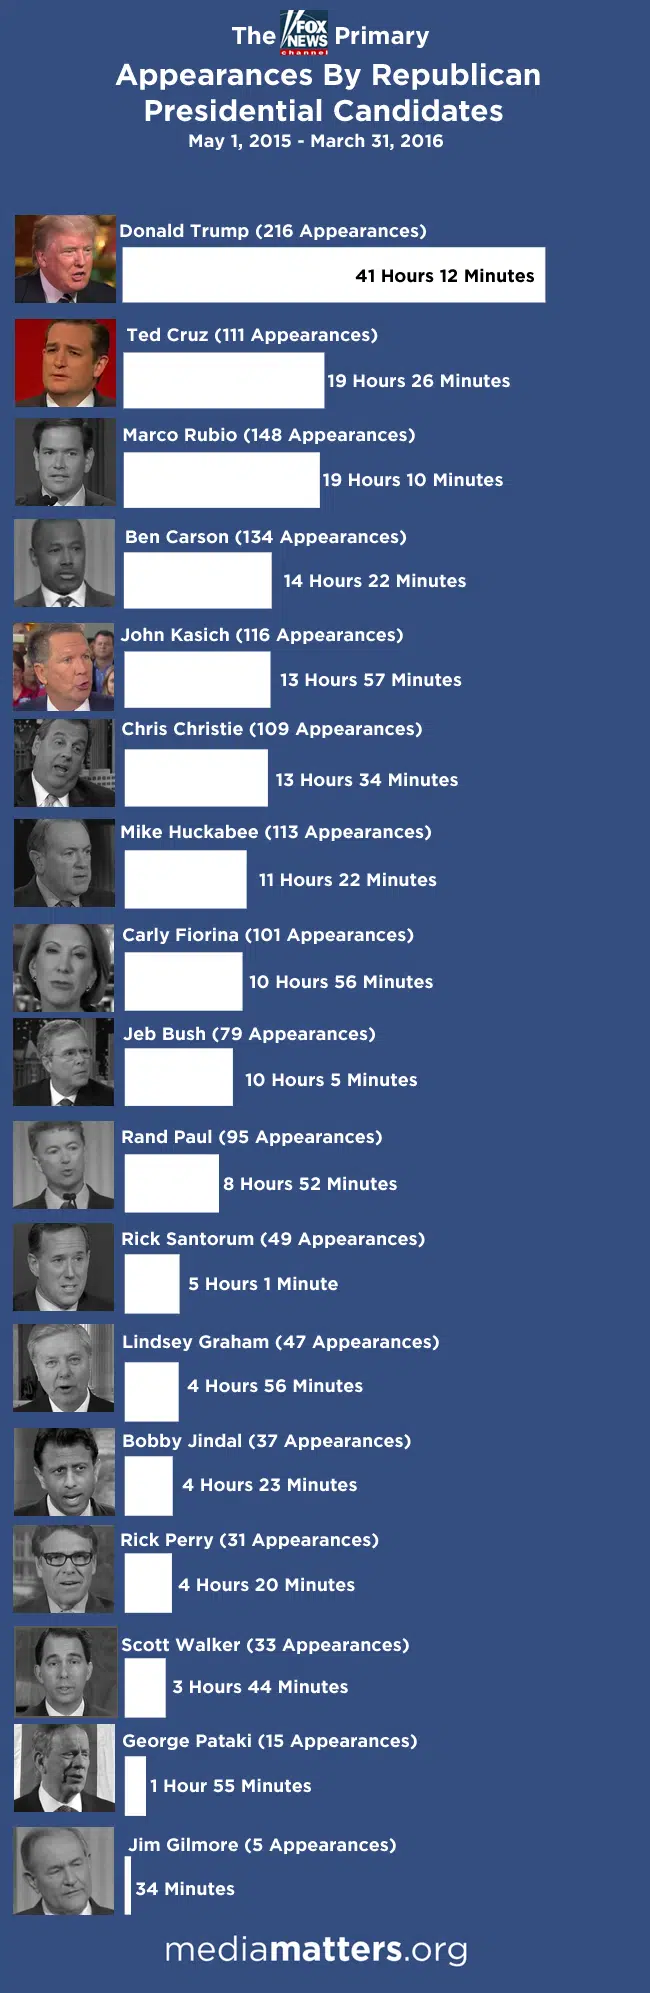 The FOX NEWS channel Primary
Appearances By Republican
Presidential Candidates
May 1, 2015 - March 31, 2016
Donald Trump (216 Appearances)
41 Hours 12 Minutes
Ted Cruz (111 Appearances)
19 Hours 26 Minutes
Marco Rubio (148 Appearances)
19 Hours 10 Minutes
Ben Carson (134 Appearances)
14 Hours 22 Minutes
John Kasich (116 Appearances)
13 Hours 57 Minutes
Chris Christie (109 Appearances)
13 Hours 34 Minutes
Mike Huckabee (113 Appearances)
11 Hours 22 Minutes
Carly Fiorina (101 Appearances)
10 Hours 56 Minutes
Jeb Bush (79 Appearances)
10 Hours 5 Minutes
Rand Paul (95 Appearances)
8 Hours 52 Minutes
Rick Santorum (49 Appearances)
5 Hours 1 Minute
Lindsey Graham (47 Appearances)
4 Hours 56 Minutes
Bobby Jindal (37 Appearances)
4 Hours 23 Minutes
Rick Perry (31 Appearances)
4 Hours 20 Minutes
Scott Walker (33 Appearances)
3 Hours 44 Minutes
George Pataki (15 Appearances)
1 Hour 55 Minutes
Jim Gilmore (5 Appearances)
34 Minutes
mediamatters.org